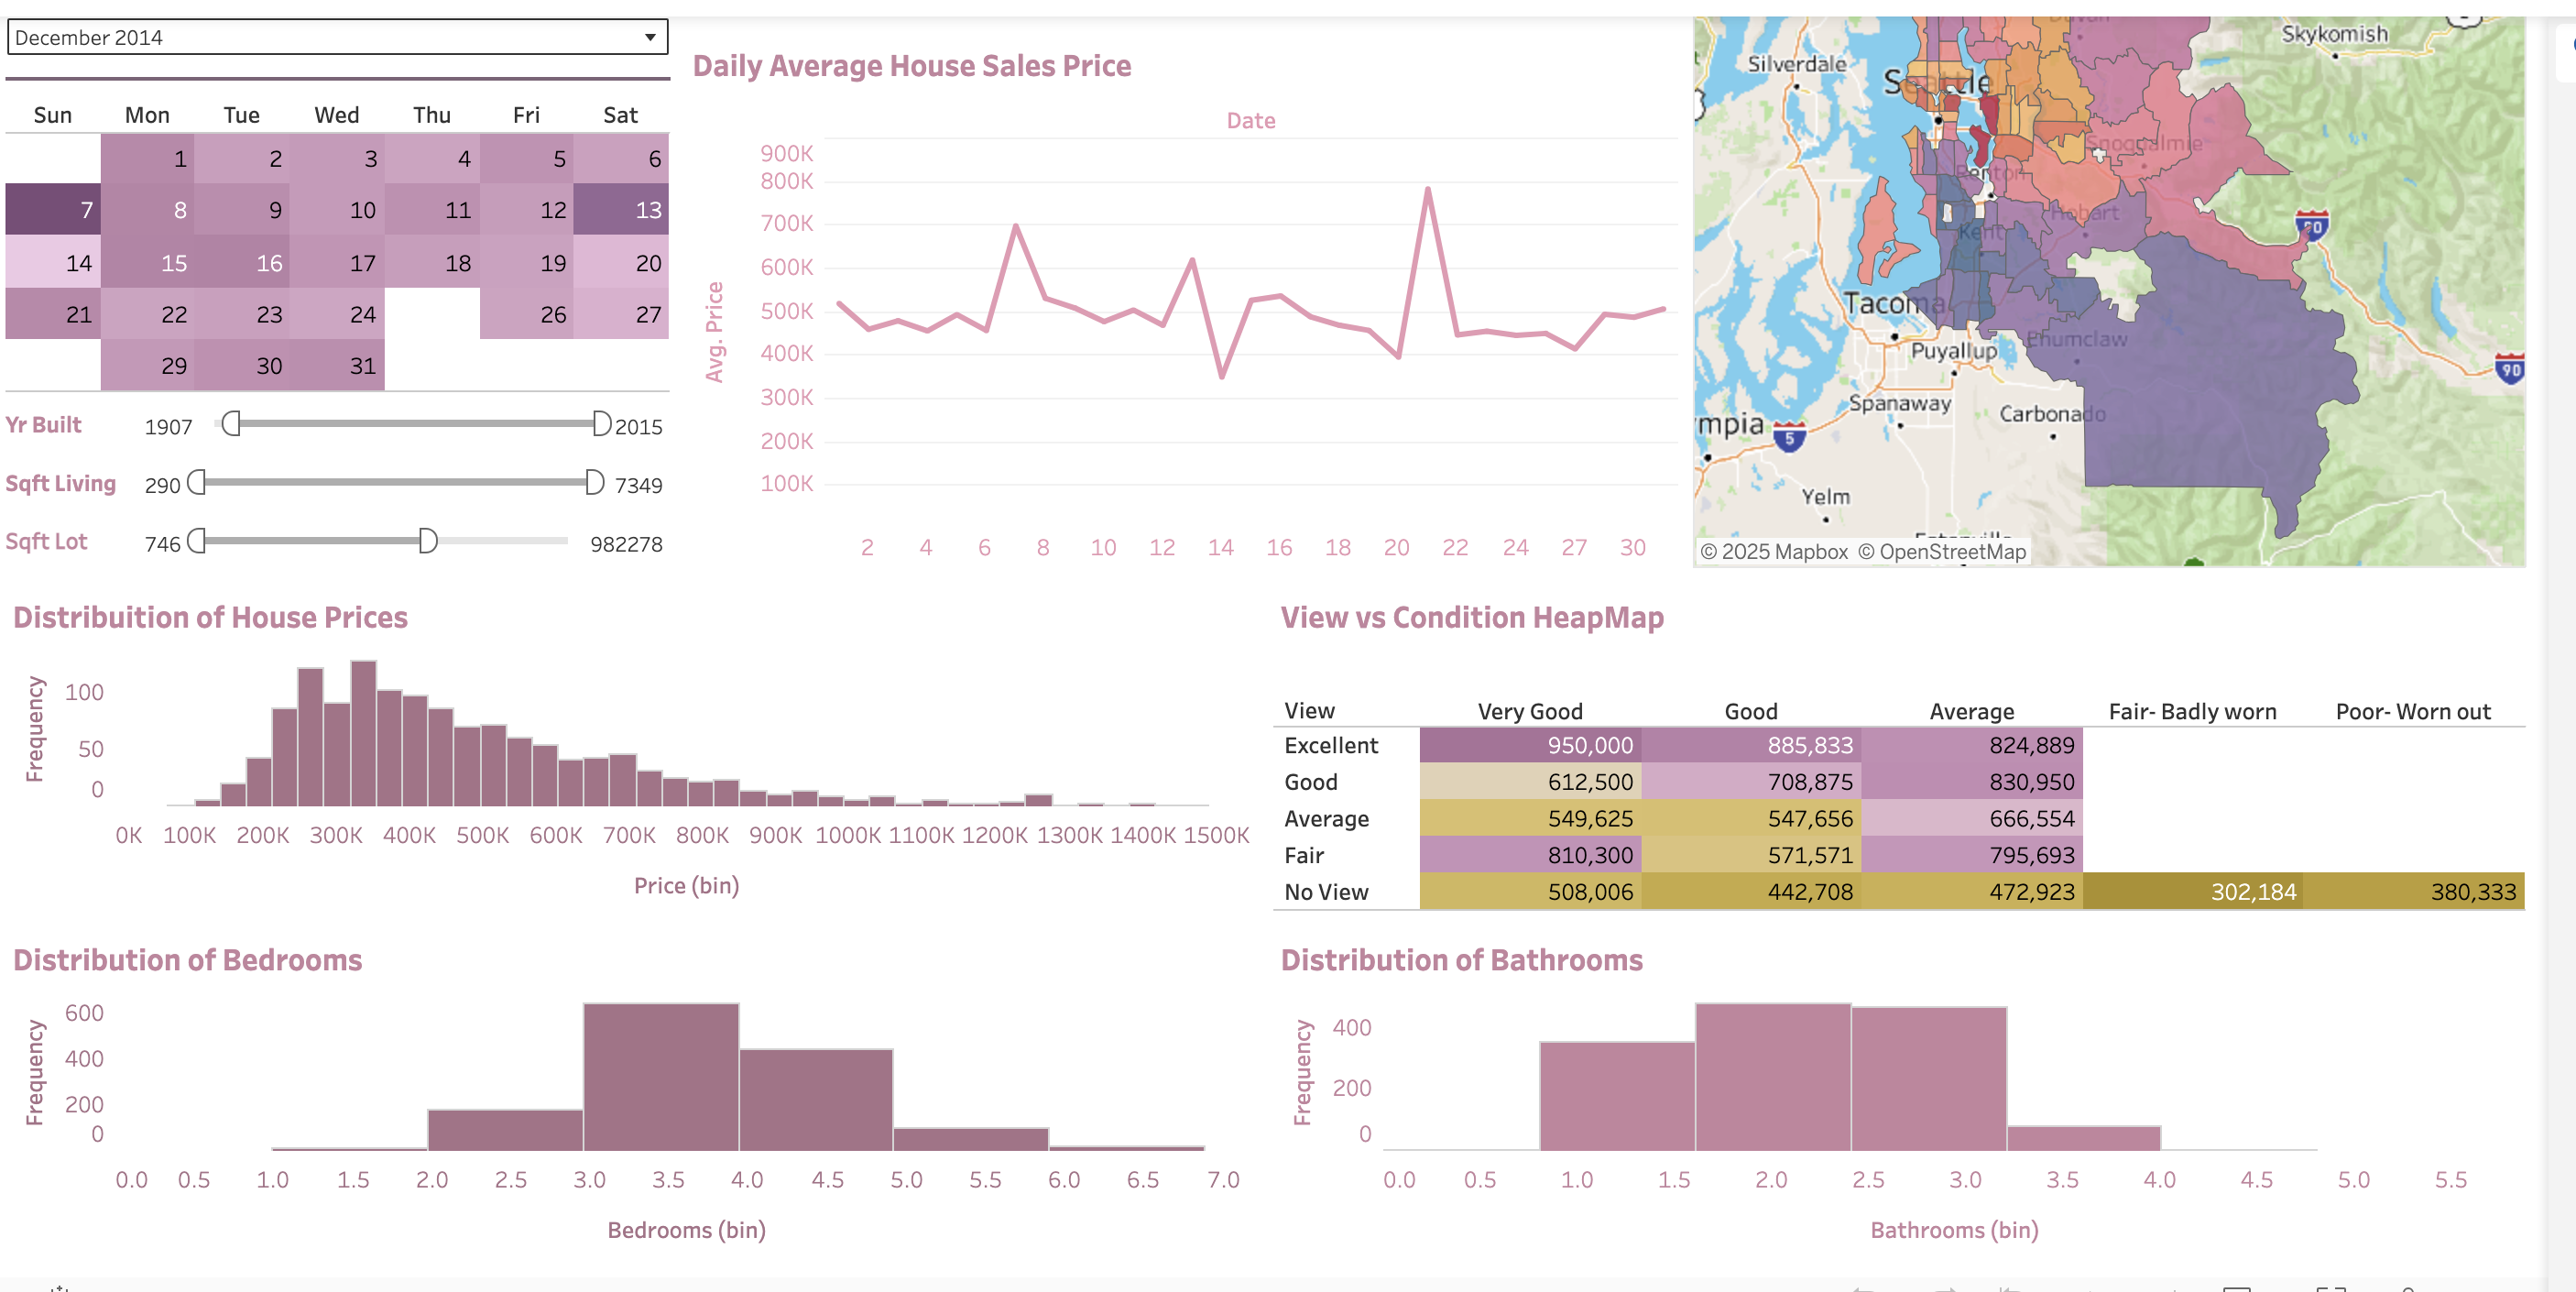 December 2014
Sun Mon Tue Wed Thu Fri Sat
1 2 3 4 5 6
7 8 9 10 11 12 13
14 15 16 17 18 19 20
21 22 23 24 26 27
29 30 31
Yr Built 1907 2015
Sqft Living 290 7349
Sqft Lot 746 982278
Daily Average House Sales Price
Date
Avg. Price
900K
800K
700K
600K
500K
400K
300K
200K
100K
2 4 6 8 10 12 14 16 18 20 22 24 27 30
Skykomish
Silverdale
Seattle
Snoqualmie
Renton
Hobart
90
Kent
Tacoma
Enumclaw
Puyallup
90
Spanaway
Carbonado
mpia
5
Yelm
© 2025 Mapbox © OpenStreetMap
Distribuition of House Prices
Frequency
100
50
0
0K 100K 200K 300K 400K 500K 600K 700K 800K 900K 1000K 1100K 1200K 1300K 1400K 1500K
Price (bin)
View vs Condition HeapMap
View Very Good Good Average Fair- Badly worn Poor- Worn out
Excellent 950,000 885,833 824,889
Good 612,500 708,875 830,950
Average 549,625 547,656 666,554
Fair 810,300 571,571 795,693
No View 508,006 442,708 472,923 302,184 380,333
Distribution of Bedrooms
Frequency
600
400
200
0
0.0 0.5 1.0 1.5 2.0 2.5 3.0 3.5 4.0 4.5 5.0 5.5 6.0 6.5 7.0
Bedrooms (bin)
Distribution of Bathrooms
Frequency
400
200
0
0.0 0.5 1.0 1.5 2.0 2.5 3.0 3.5 4.0 4.5 5.0 5.5
Bathrooms (bin)